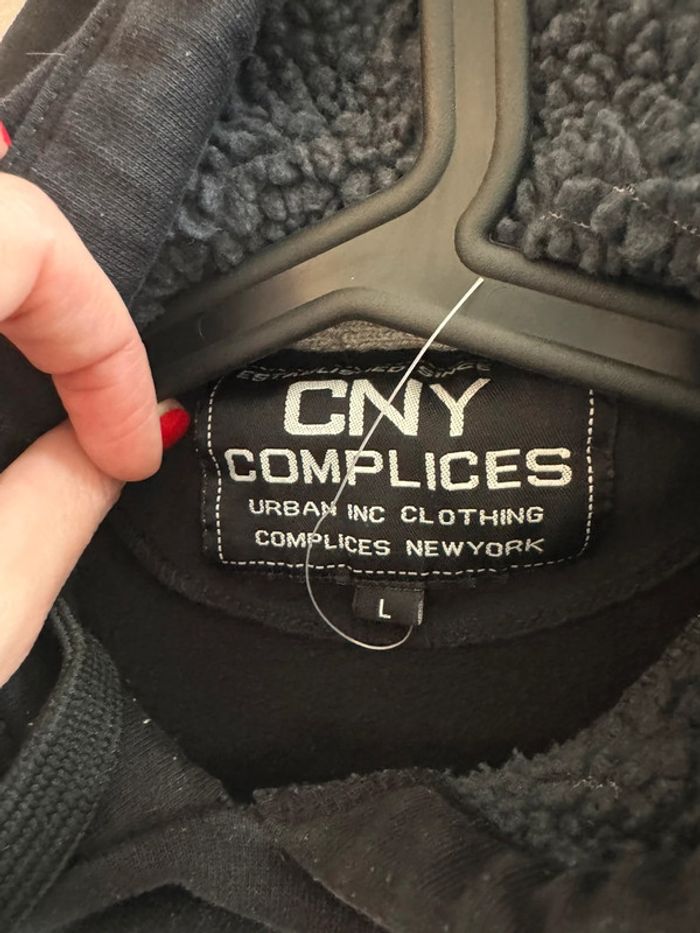 ESTABLISHED SINCE
CNY
COMPLICES
URBAN INC CLOTHING
COMPLICES NEWYORK
L